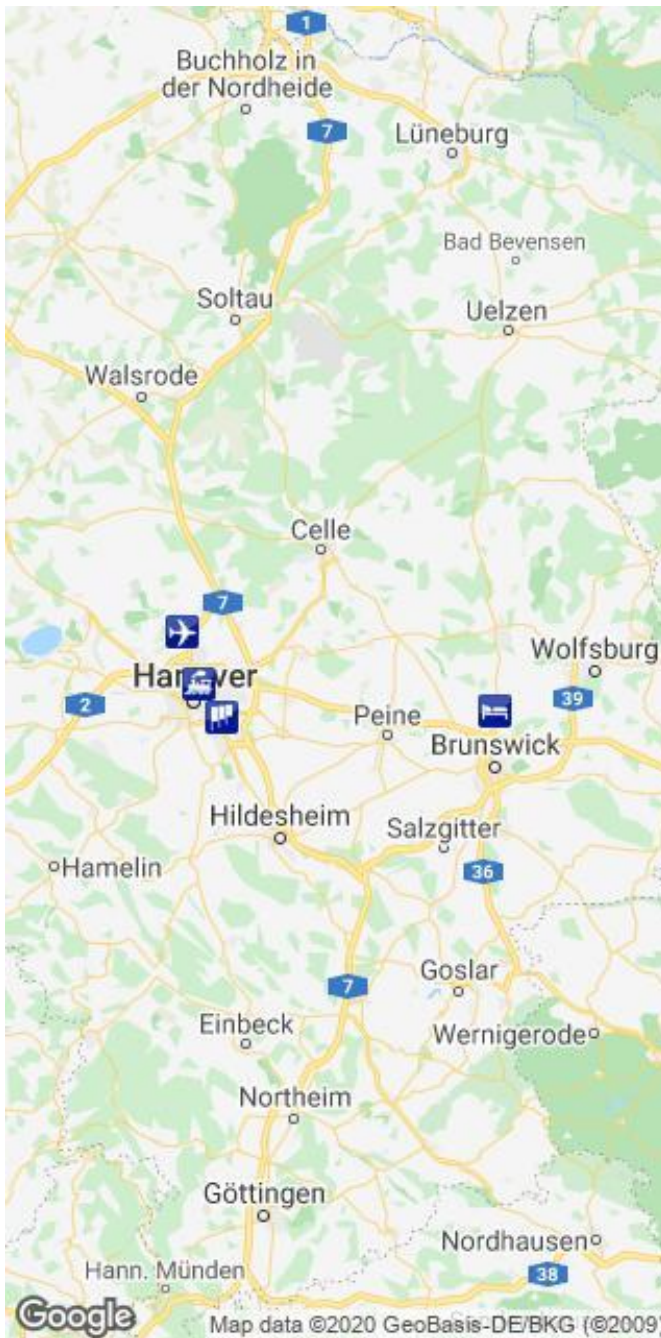 1
Buchholz in
der Nordheide
7
Lüneburg
Bad Bevensen
Soltau
Uelzen
Walsrode
Celle
7
Wolfsburg
Hanover
2
39
Peine
Brunswick
Hildesheim
Salzgitter
Hamelin
36
7
Goslar
Einbeck
Wernigerode
Northeim
Göttingen
Nordhausen
Hann. Münden
38
Google
Map data ©2020 GeoBasis-DE/BKG (©2009